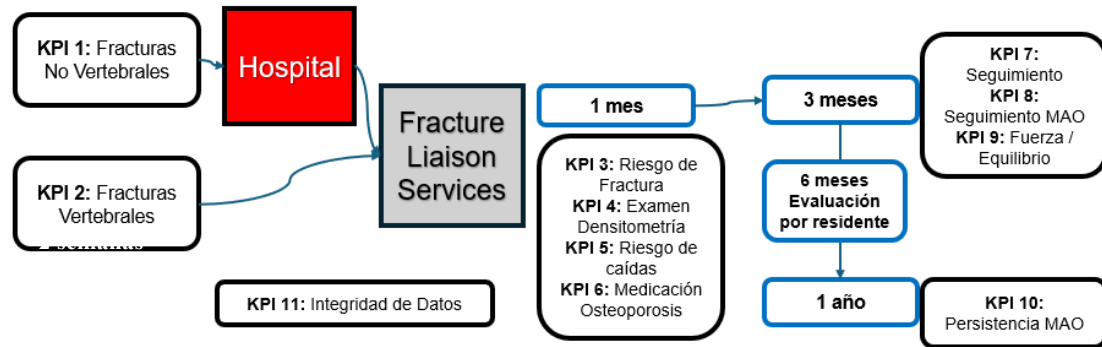 KPI 1: Fracturas
No Vertebrales
Hospital
KPI 2: Fracturas
Vertebrales
Fracture
Liaison
Services
KPI 11: Integridad de Datos
1 mes
KPI 3: Riesgo de
Fractura
KPI 4: Examen
Densitometría
KPI 5: Riesgo de
caídas
KPI 6: Medicación
Osteoporosis
3 meses
KPI 7:
Seguimiento
KPI 8:
Seguimiento MAO
KPI 9: Fuerza /
Equilibrio
6 meses
Evaluación
por residente
1 año
KPI 10:
Persistencia MAO